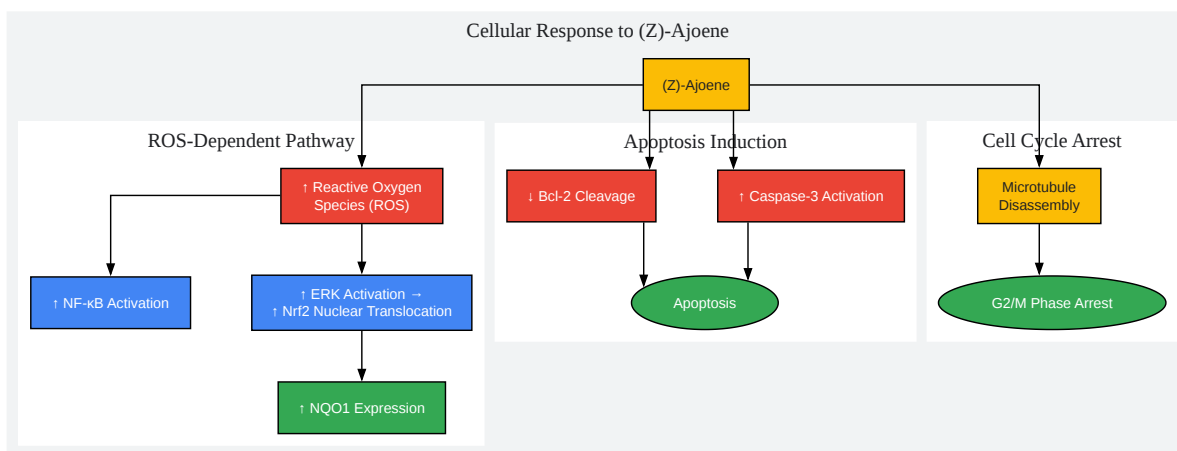 Cellular Response to (Z)-Ajoene
(Z)-Ajoene
ROS-Dependent Pathway
Apoptosis Induction
Cell Cycle Arrest
↑ Reactive Oxygen
Species (ROS)
↓ Bcl-2 Cleavage
↑ Caspase-3 Activation
Microtubule
Disassembly
↑ NF-κB Activation
↑ ERK Activation →
↑ Nrf2 Nuclear Translocation
Apoptosis
G2/M Phase Arrest
↑ NQO1 Expression